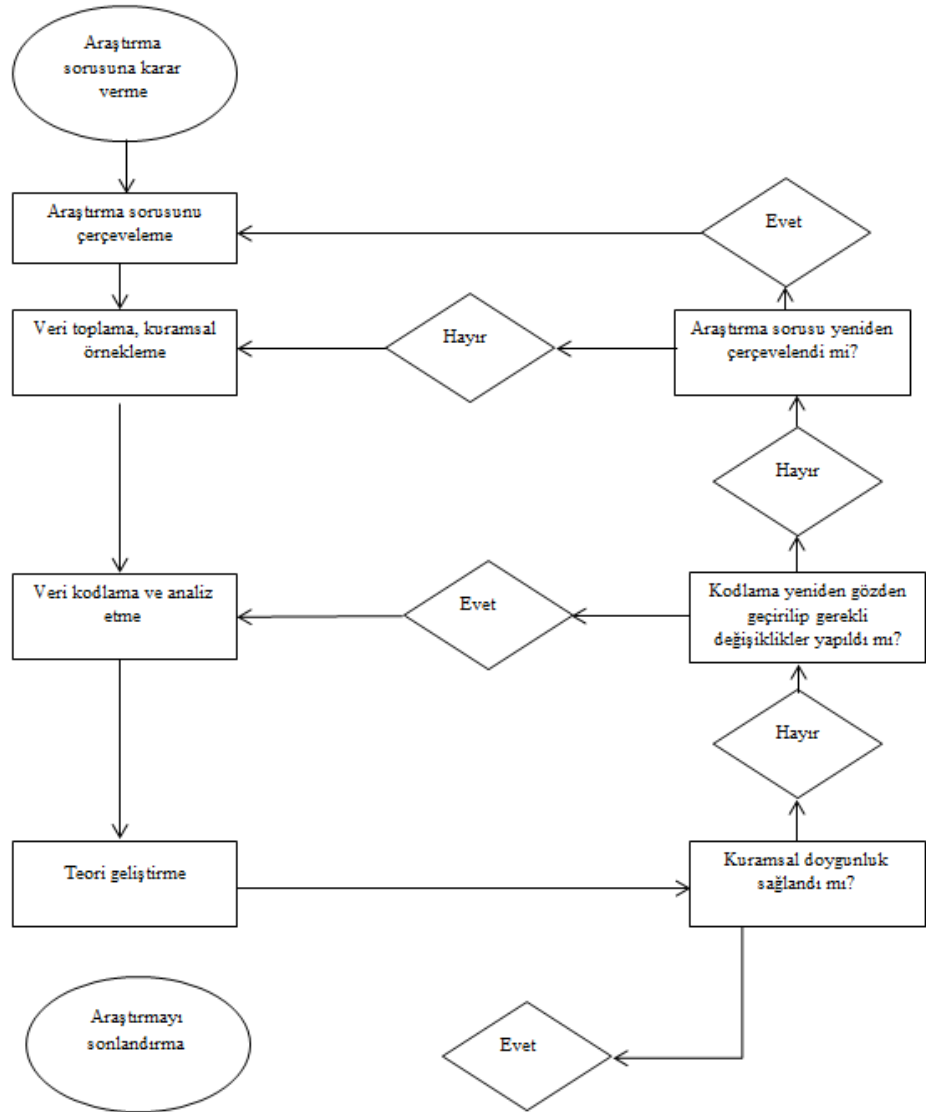 Araştırma
sorusuna karar
verme
Araştırma sorusunu
çerçeveleme
Evet
Veri toplama, kuramsal
örnekleme
Hayır
Araştırma sorusu yeniden
çerçevelendi mi?
Hayır
Veri kodlama ve analiz
etme
Evet
Kodlama yeniden gözden
geçirilip gerekli
değişiklikler yapıldı mı?
Hayır
Teori geliştirme
Kuramsal doygunluk
sağlandı mı?
Araştırmayı
sonlandırma
Evet